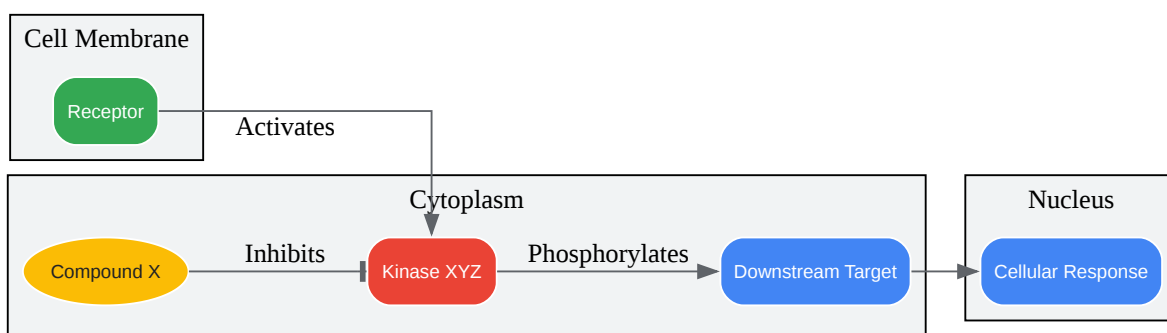 Cell Membrane
Receptor
Activates
Cytoplasm
Nucleus
Compound X
Inhibits
Kinase XYZ
Phosphorylates
Downstream Target
Cellular Response